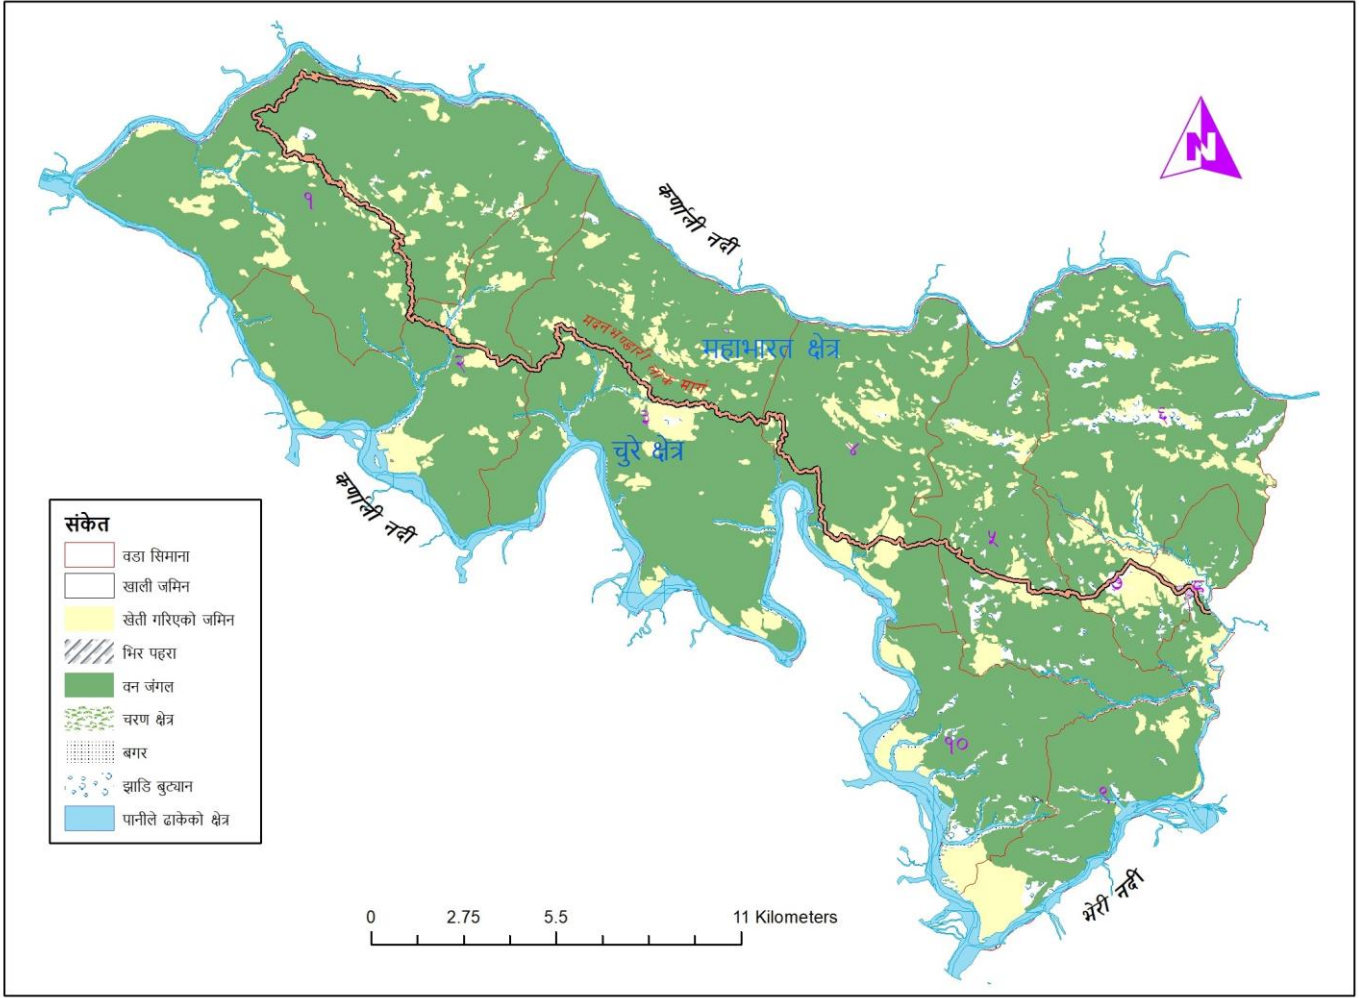 N
कर्णाली नदी
१
महाभारत क्षेत्र
मदनभण्डारी लोक मार्ग
२
३
६
चुरे क्षेत्र
४
कर्णाली नदी
५
७
८
१०
९
भेरी नदी
संकेत
वडा सिमाना
खाली जमिन
खेती गरिएको जमिन
भिर पहरा
वन जंगल
चरण क्षेत्र
बगर
झाडि बुट्यान
पानीले ढाकेको क्षेत्र
0 2.75 5.5 11 Kilometers